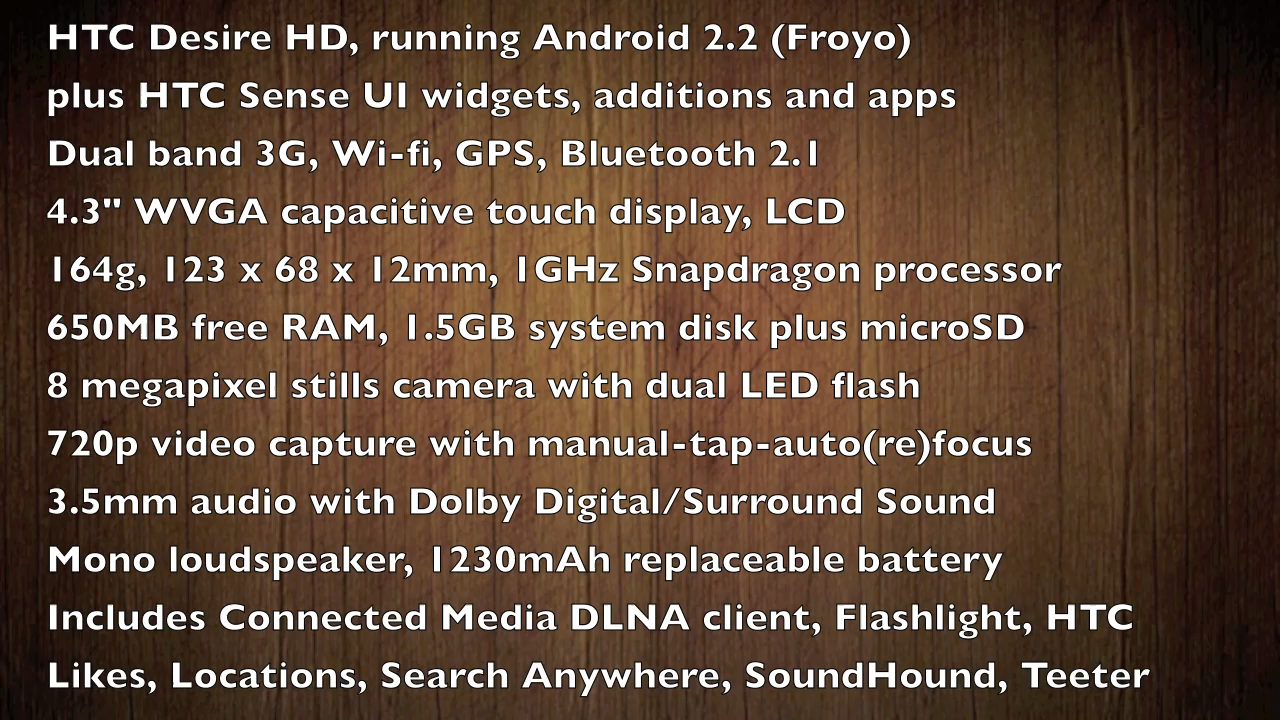 HTC Desire HD, running Android 2.2 (Froyo)
plus HTC Sense UI widgets, additions and apps
Dual band 3G, Wi-fi, GPS, Bluetooth 2.1
4.3" WVGA capacitive touch display, LCD
164g, 123 x 68 x 12mm, 1GHz Snapdragon processor
650MB free RAM, 1.5GB system disk plus microSD
8 megapixel stills camera with dual LED flash
720p video capture with manual-tap-auto(re)focus
3.5mm audio with Dolby Digital/Surround Sound
Mono loudspeaker, 1230mAh replaceable battery
Includes Connected Media DLNA client, Flashlight, HTC
Likes, Locations, Search Anywhere, SoundHound, Teeter